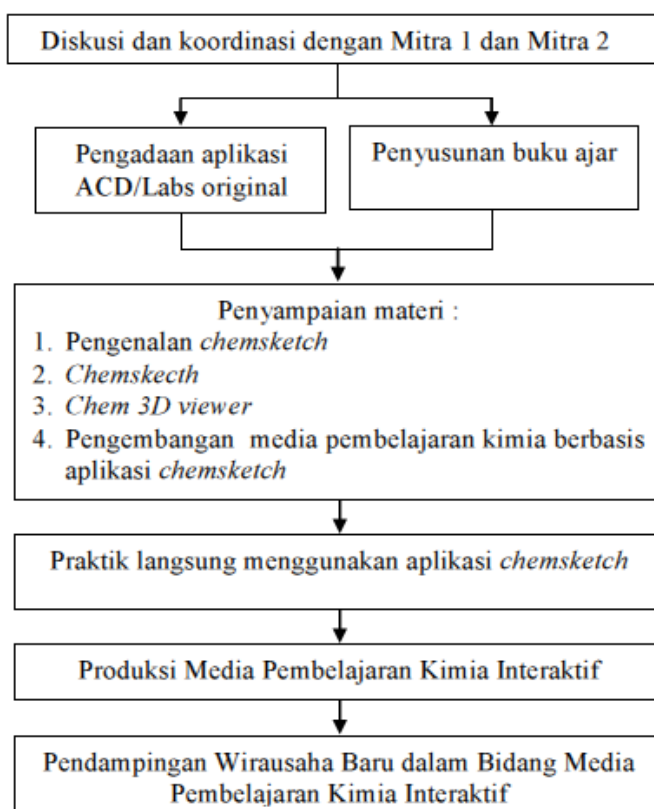 Diskusi dan koordinasi dengan Mitra 1 dan Mitra 2
Pengadaan aplikasi
ACD/Labs original
Penyusunan buku ajar
Penyampaian materi :
1. Pengenalan chemsketch
2. Chemskecth
3. Chem 3D viewer
4. Pengembangan media pembelajaran kimia berbasis
aplikasi chemsketch
Praktik langsung menggunakan aplikasi chemsketch
Produksi Media Pembelajaran Kimia Interaktif
Pendampingan Wirausaha Baru dalam Bidang Media
Pembelajaran Kimia Interaktif